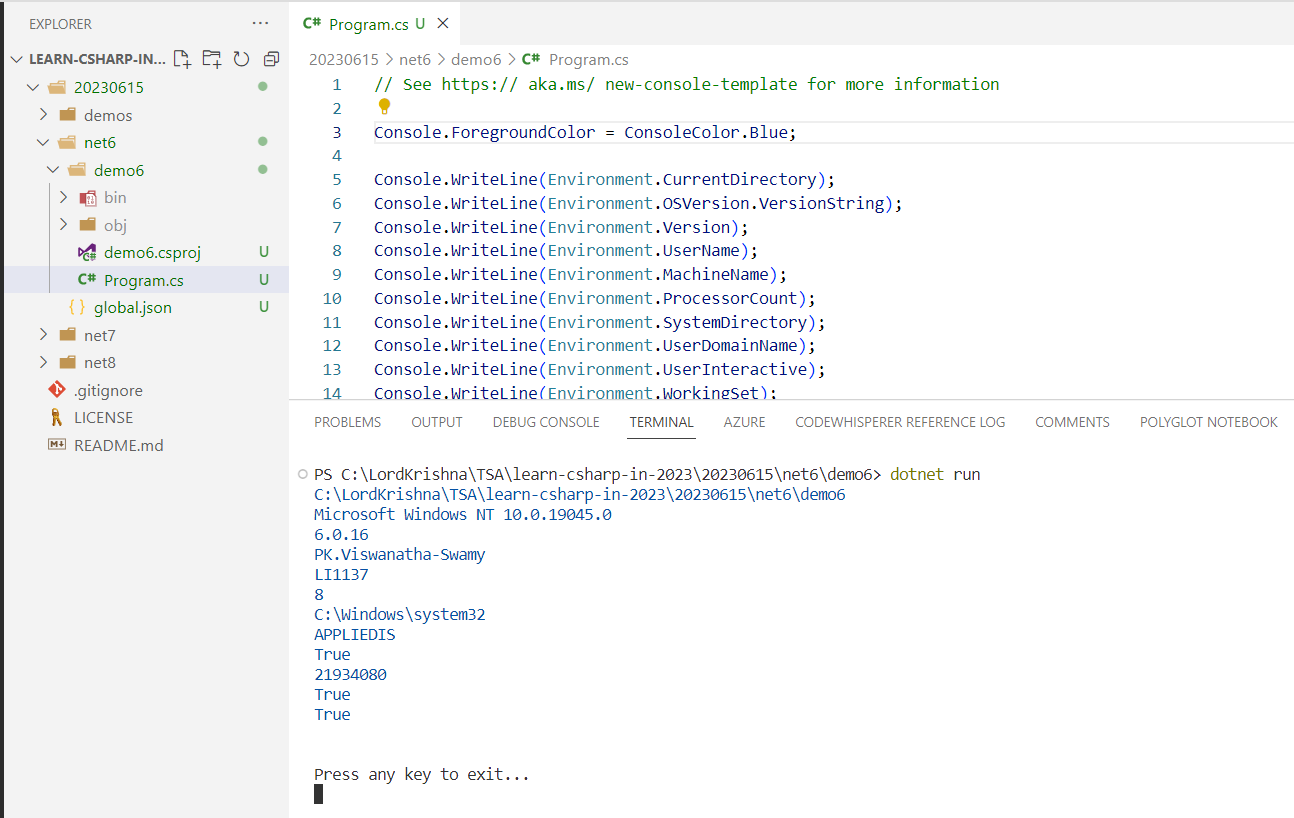 EXPLORER
LEARN-CSHARP-IN...
20230615
demos
net6
demo6
bin
obj
demo6.csproj U
C# Program.cs U
{ } global.json U
net7
net8
.gitignore
LICENSE
README.md
C# Program.cs U
20230615 > net6 > demo6 > C# Program.cs
1 // See https:// aka.ms/ new-console-template for more information
2
3 Console.ForegroundColor = ConsoleColor.Blue;
4
5 Console.WriteLine(Environment.CurrentDirectory);
6 Console.WriteLine(Environment.OSVersion.VersionString);
7 Console.WriteLine(Environment.Version);
8 Console.WriteLine(Environment.UserName);
9 Console.WriteLine(Environment.MachineName);
10 Console.WriteLine(Environment.ProcessorCount);
11 Console.WriteLine(Environment.SystemDirectory);
12 Console.WriteLine(Environment.UserDomainName);
13 Console.WriteLine(Environment.UserInteractive);
14 Console.WriteLine(Environment.WorkingSet);
PROBLEMS OUTPUT DEBUG CONSOLE TERMINAL AZURE CODEWHISPERER REFERENCE LOG COMMENTS POLYGLOT NOTEBOOK
PS C:\LordKrishna\TSA\learn-csharp-in-2023\20230615\net6\demo6> dotnet run
C:\LordKrishna\TSA\learn-csharp-in-2023\20230615\net6\demo6
Microsoft Windows NT 10.0.19045.0
6.0.16
PK.Viswanatha-Swamy
LI1137
8
C:\Windows\system32
APPLIEDIS
True
21934080
True
True
Press any key to exit...